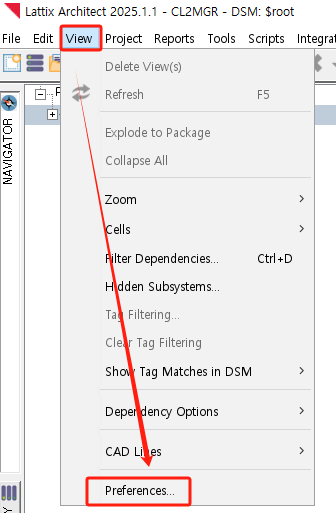 Lattix Architect 2025.1.1 - CL2MGR - DSM: $root
File Edit View Project Reports Tools Scripts
Delete View(s)
Refresh F5
Explode to Package
Collapse All
Zoom
Cells
Filter Dependencies... Ctrl+D
Hidden Subsystems...
Tag Filtering...
Clear Tag Filtering
Show Tag Matches in DSM
Dependency Options
CAD Lines
Preferences...
NAVIGATOR